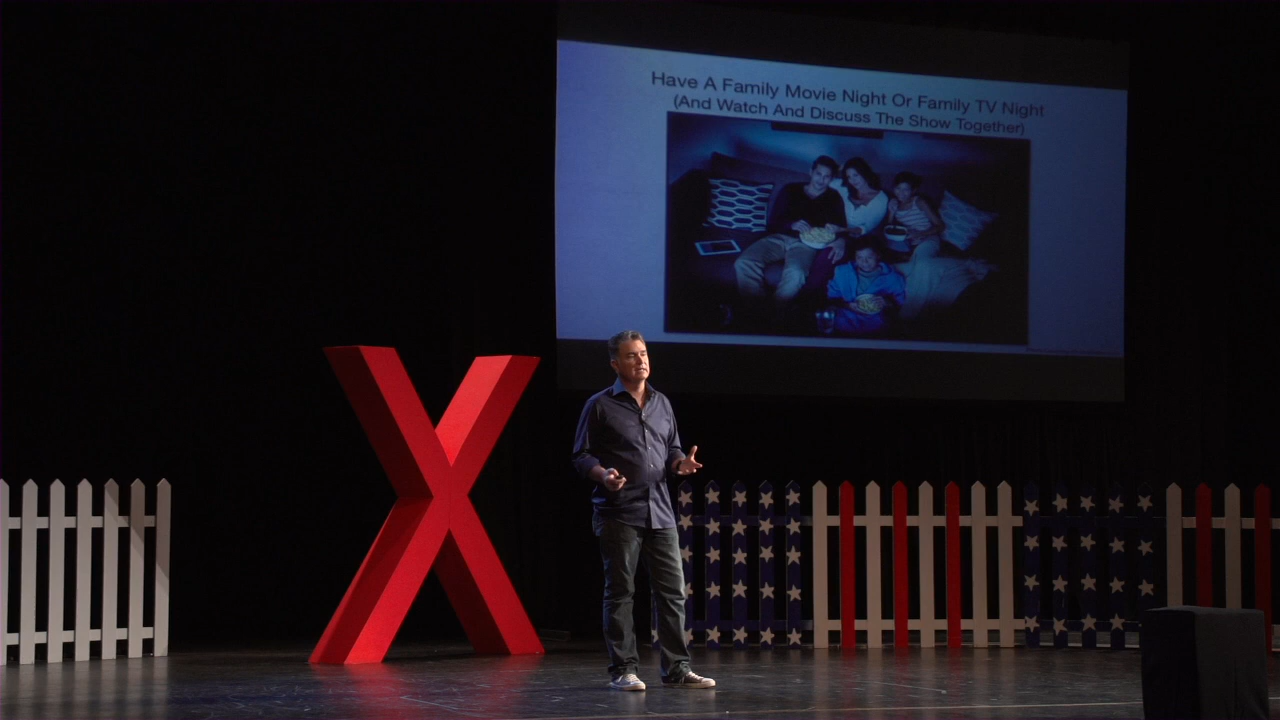 Have A Family Movie Night Or Family TV Night
(And Watch And Discuss The Show Together)
X